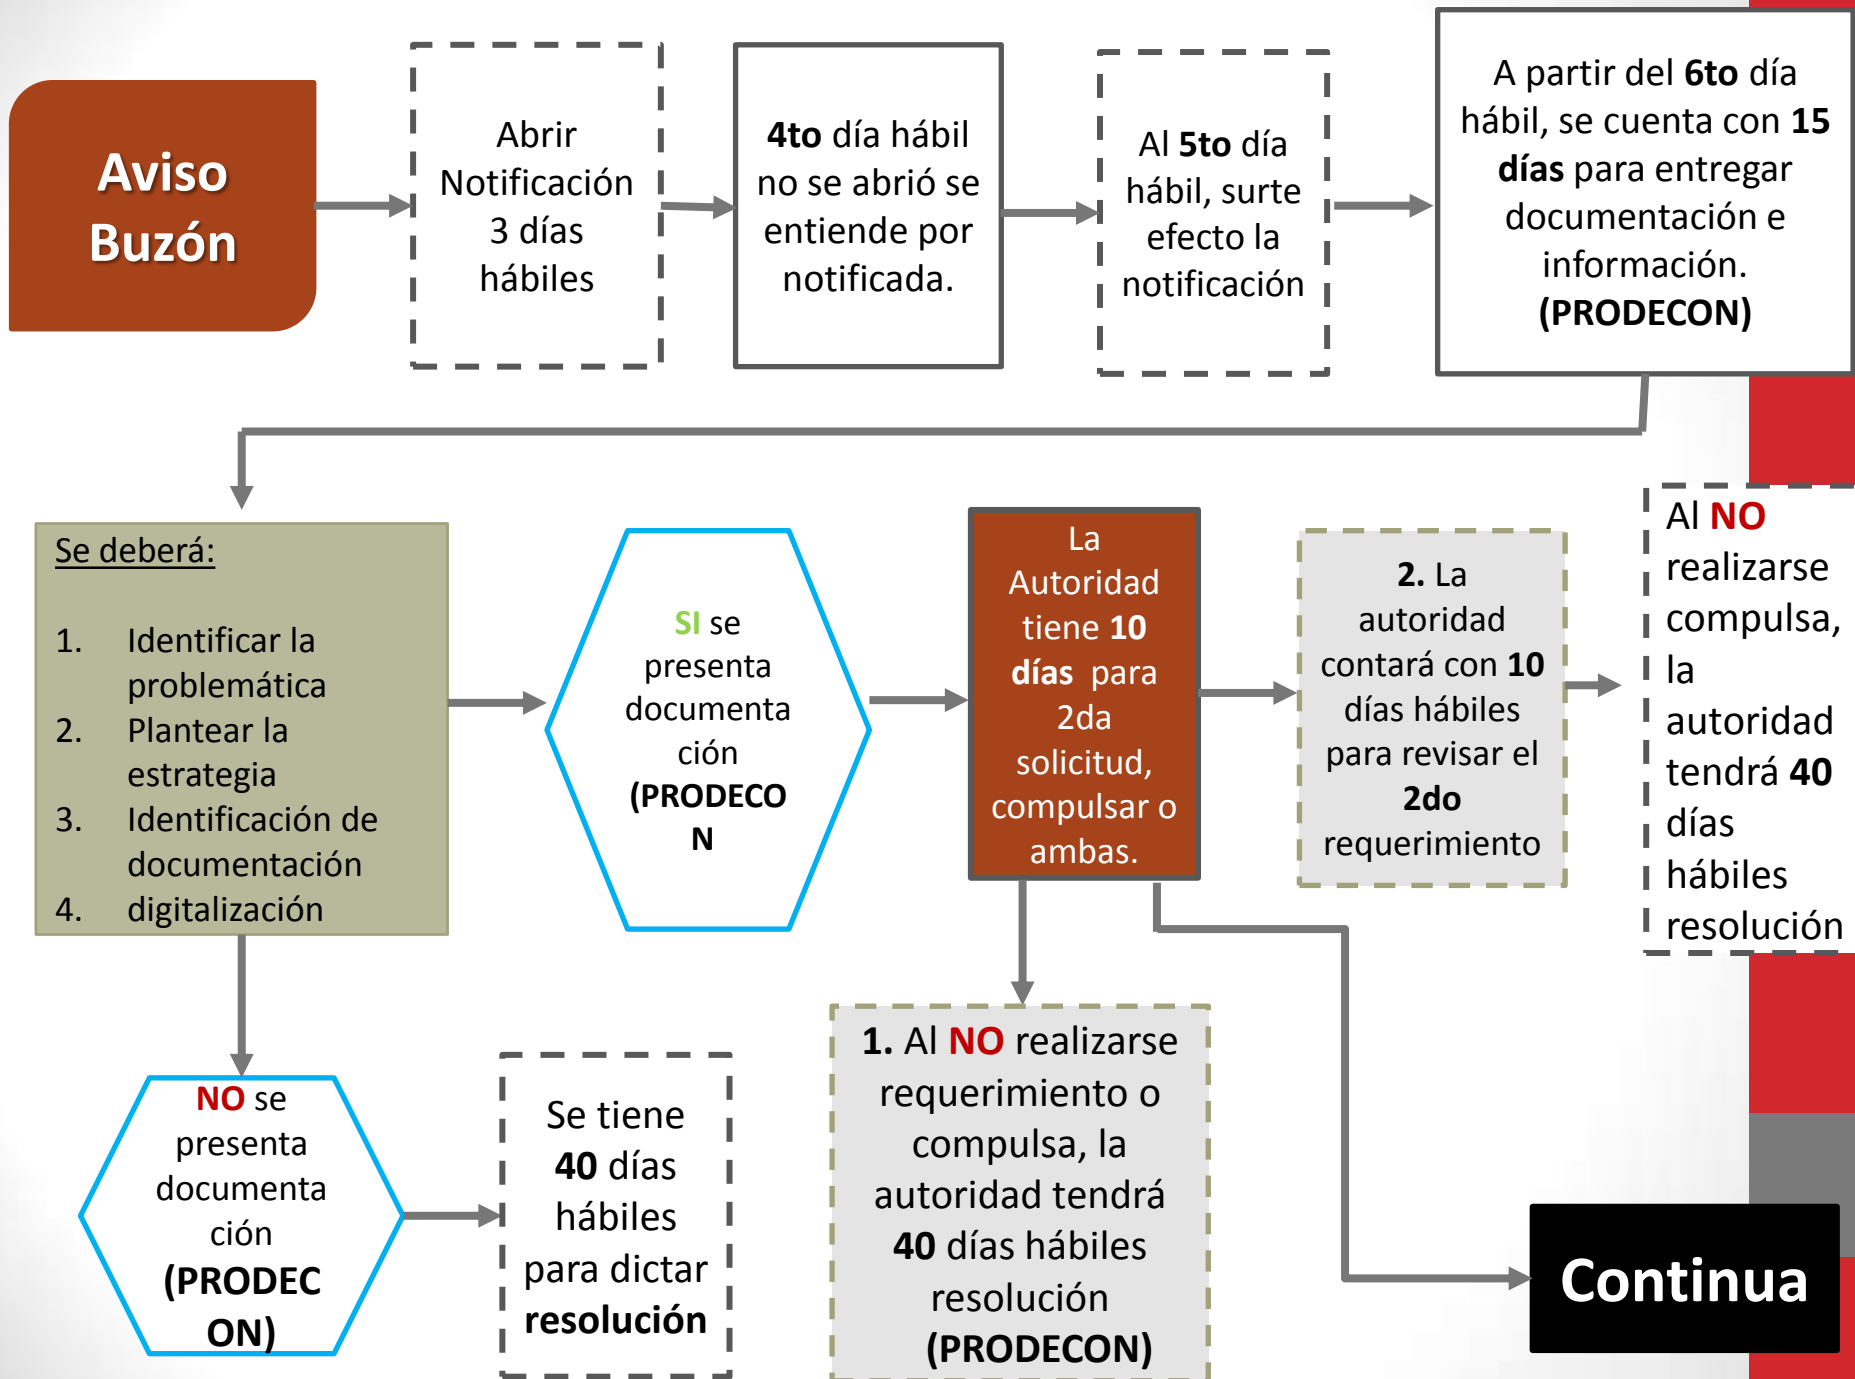 Aviso
Buzón
Abrir
Notificación
3 días
hábiles
4to día hábil
no se abrió se
entiende por
notificada.
Al 5to día
hábil, surte
efecto la
notificación
A partir del 6to día
hábil, se cuenta con 15
días para entregar
documentación e
información.
(PRODECON)
Se deberá:
1. Identificar la
problemática
2. Plantear la
estrategia
3. Identificación de
documentación
4. digitalización
SI se
presenta
documenta
ción
(PRODECO
N
La
Autoridad
tiene 10
días para
2da
solicitud,
compulsar o
ambas.
2. La
autoridad
contará con 10
días hábiles
para revisar el
2do
requerimiento
Al NO
realizarse
compulsa,
la
autoridad
tendrá 40
días
hábiles
resolución
NO se
presenta
documenta
ción
(PRODEC
ON)
Se tiene
40 días
hábiles
para dictar
resolución
1. Al NO realizarse
requerimiento o
compulsa, la
autoridad tendrá
40 días hábiles
resolución
(PRODECON)
Continua